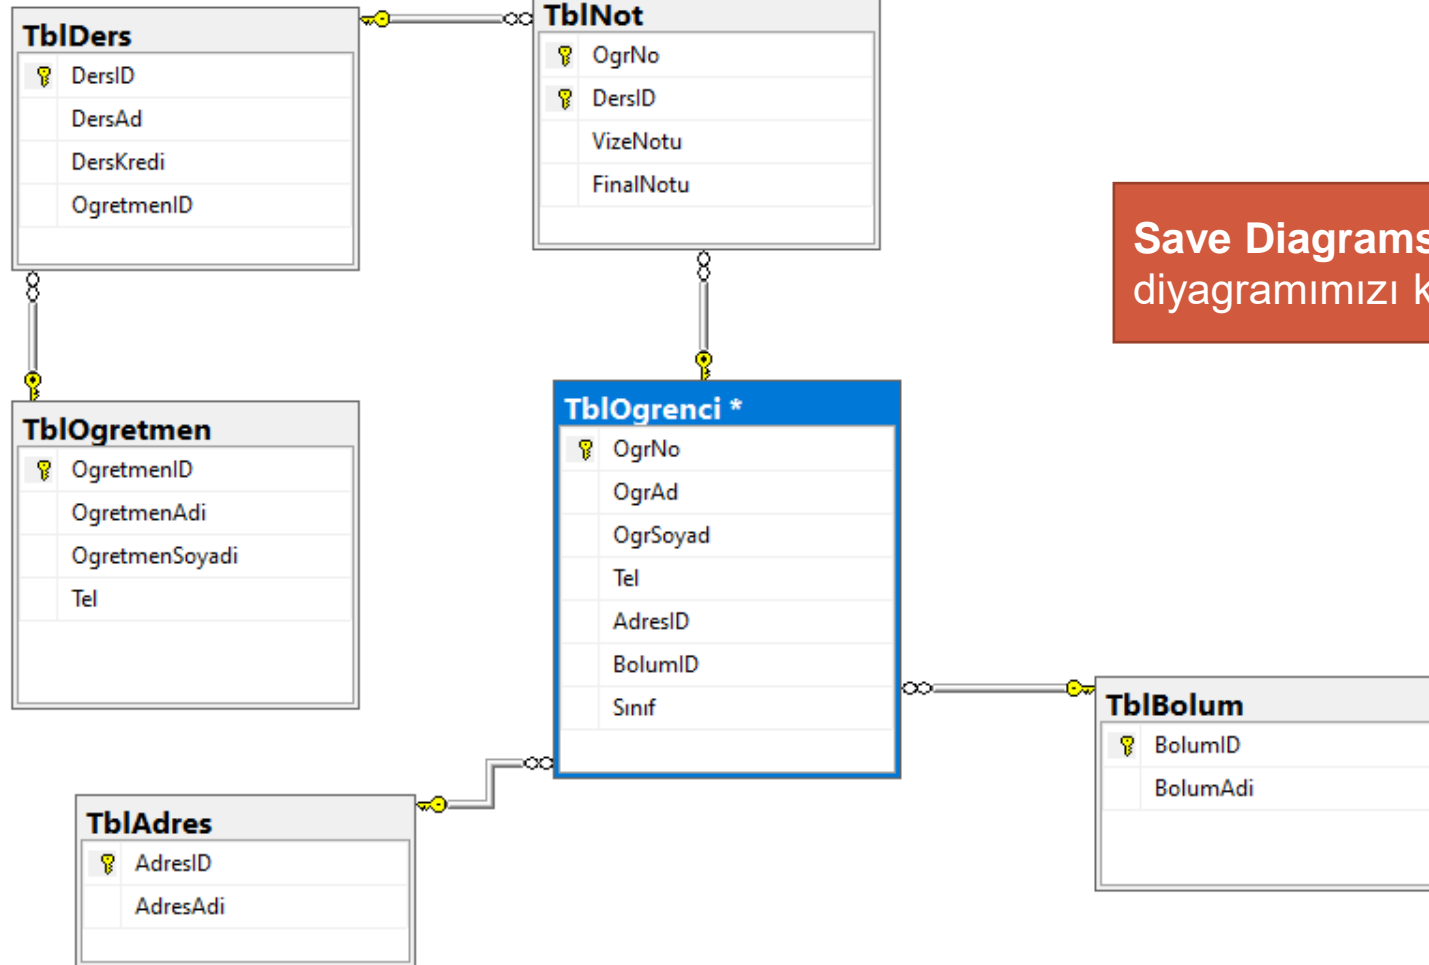 TblDers
DersID
DersAd
DersKredi
OgretmenID
TblNot
OgrNo
DersID
VizeNotu
FinalNotu
Save Diagrams
diyagramımızı k
TblOgretmen
OgretmenID
OgretmenAdi
OgretmenSoyadi
Tel
TblOgrenci *
OgrNo
OgrAd
OgrSoyad
Tel
AdresID
BolumID
Sınıf
TblBolum
BolumID
BolumAdi
TblAdres
AdresID
AdresAdi